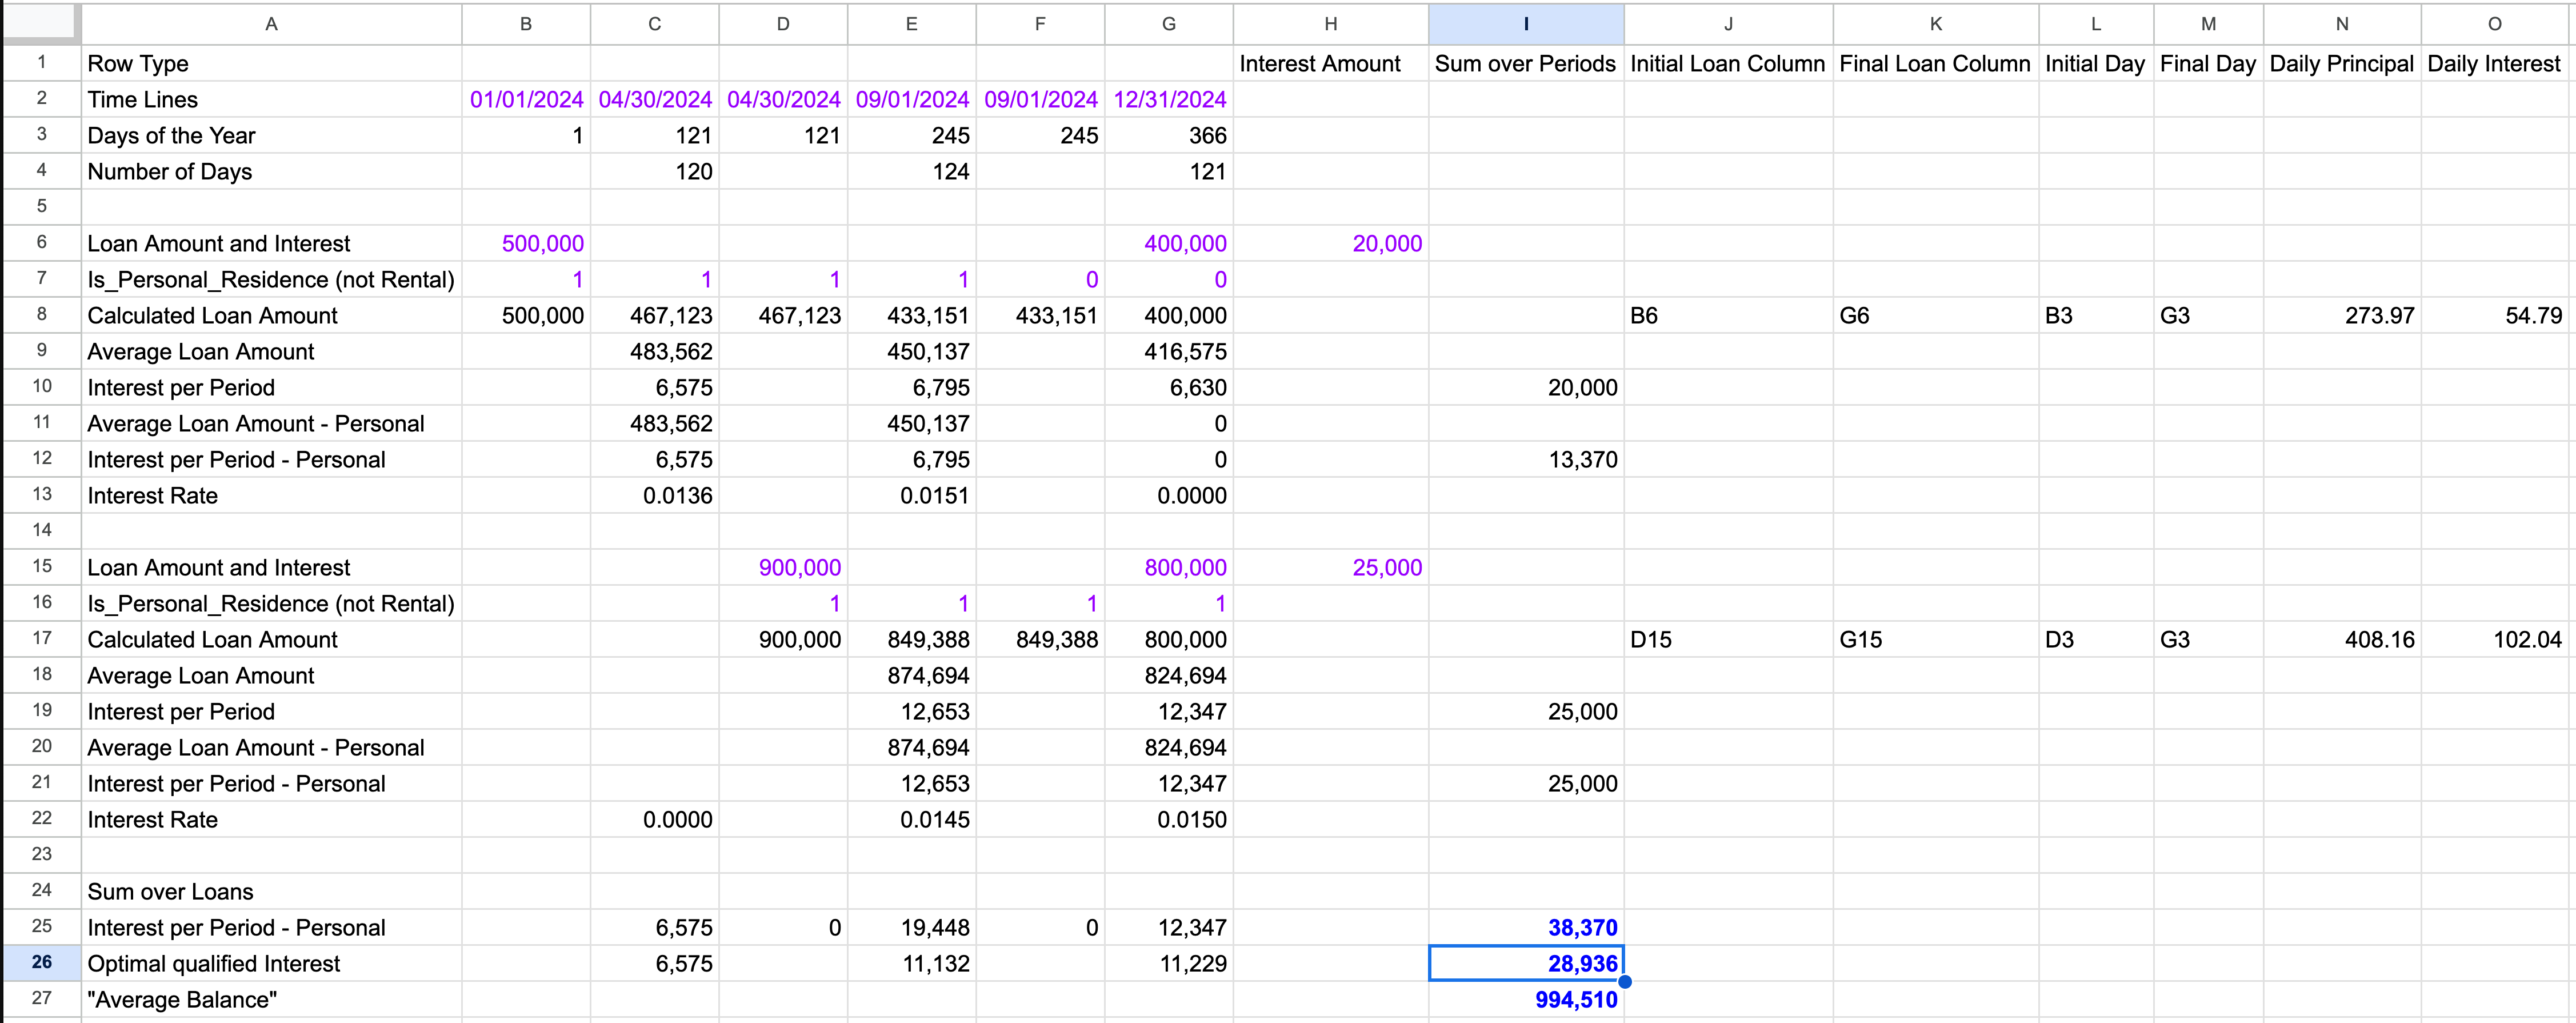 A B C D E F G H I J K L M N O
1 Row Type Interest Amount Sum over Periods Initial Loan Column Final Loan Column Initial Day Final Day Daily Principal Daily Interest
2 Time Lines 01/01/2024 04/30/2024 04/30/2024 09/01/2024 09/01/2024 12/31/2024
3 Days of the Year 1 121 121 245 245 366
4 Number of Days 120 124 121
5
6 Loan Amount and Interest 500,000 400,000 20,000
7 Is_Personal_Residence (not Rental) 1 1 1 1 0 0
8 Calculated Loan Amount 500,000 467,123 467,123 433,151 433,151 400,000 B6 G6 B3 G3 273.97 54.79
9 Average Loan Amount 483,562 450,137 416,575
10 Interest per Period 6,575 6,795 6,630 20,000
11 Average Loan Amount - Personal 483,562 450,137 0
12 Interest per Period - Personal 6,575 6,795 0 13,370
13 Interest Rate 0.0136 0.0151 0.0000
14
15 Loan Amount and Interest 900,000 800,000 25,000
16 Is_Personal_Residence (not Rental) 1 1 1 1
17 Calculated Loan Amount 900,000 849,388 849,388 800,000 D15 G15 D3 G3 408.16 102.04
18 Average Loan Amount 874,694 824,694
19 Interest per Period 12,653 12,347 25,000
20 Average Loan Amount - Personal 874,694 824,694
21 Interest per Period - Personal 12,653 12,347 25,000
22 Interest Rate 0.0000 0.0145 0.0150
23
24 Sum over Loans
25 Interest per Period - Personal 6,575 0 19,448 0 12,347 38,370
26 Optimal qualified Interest 6,575 11,132 11,229 28,936
27 "Average Balance" 994,510